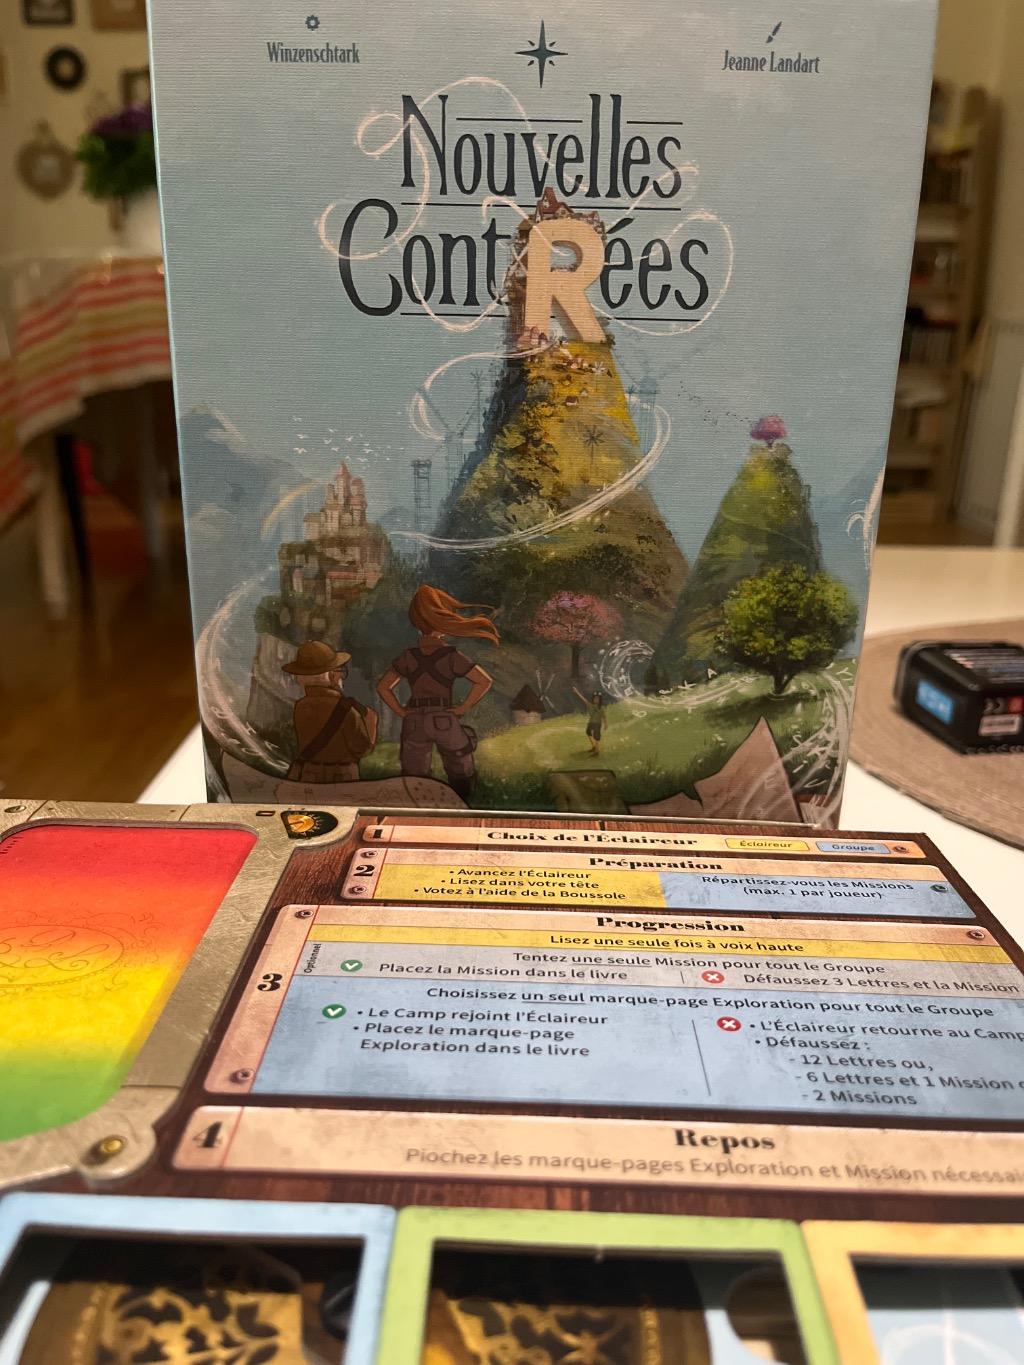 Winzenschtark
Jeanne Landart
Nouvelles
ContRées
1 Choix de l'Éclaireur Éclaireur Groupe
2 Préparation
• Avancez l'Éclaireur
• Lisez dans votre tête
• Votez à l'aide de la Boussole
Répartissez-vous les Missions
(max. 1 par joueur)
3 Progression
Lisez une seule fois à voix haute
Optionnel
Tentez une seule Mission pour tout le Groupe
Placez la Mission dans le livre
Défaussez 3 Lettres et la Mission
Choisissez un seul marque-page Exploration pour tout le Groupe
• Le Camp rejoint l'Éclaireur
• Placez le marque-page
Exploration dans le livre
• L'Éclaireur retourne au Camp
• Défaussez :
- 12 Lettres ou,
- 6 Lettres et 1 Mission
- 2 Missions
4 Repos
Piochez les marque-pages Exploration et Mission